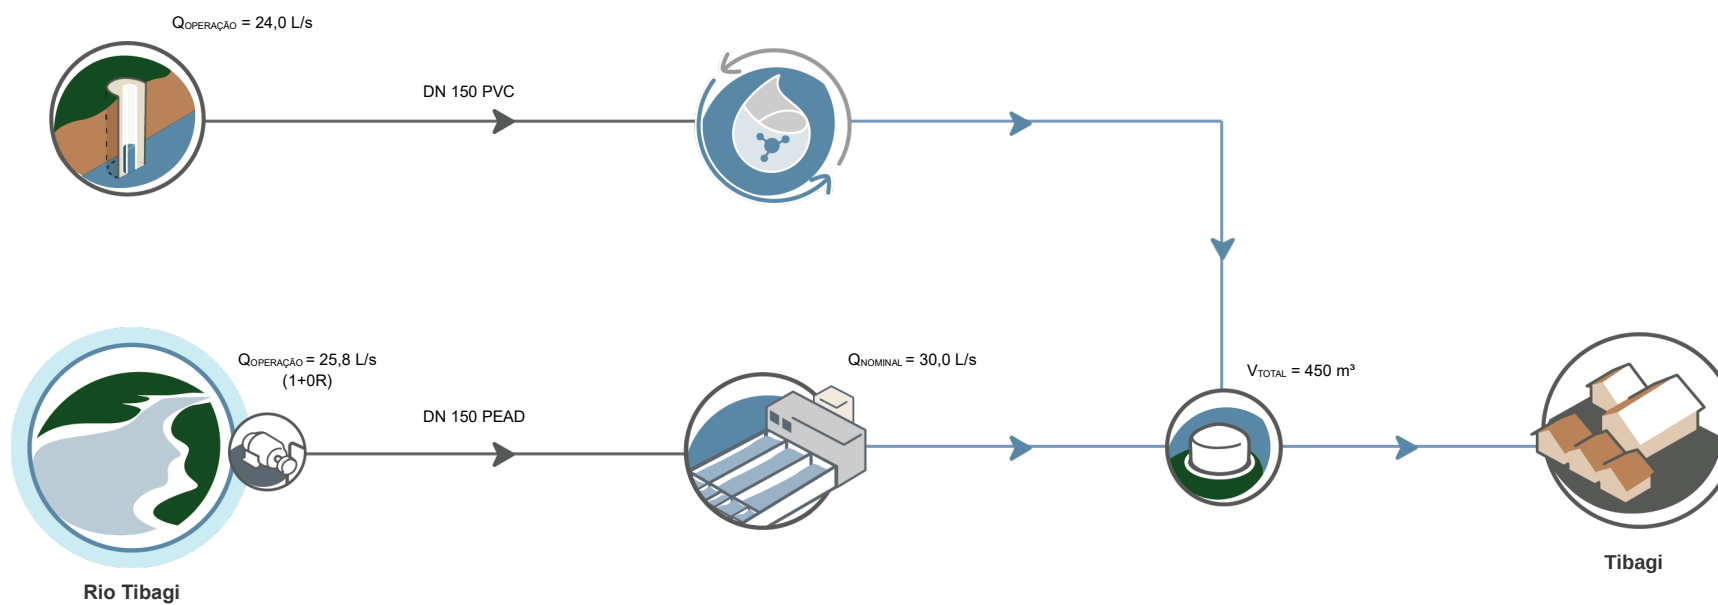 QOPERAÇÃO = 24,0 L/s
DN 150 PVC
QOPERAÇÃO = 25,8 L/s
(1+0R)
DN 150 PEAD
QNOMINAL = 30,0 L/s
VTOTAL = 450 m³
Tibagi
Rio Tibagi